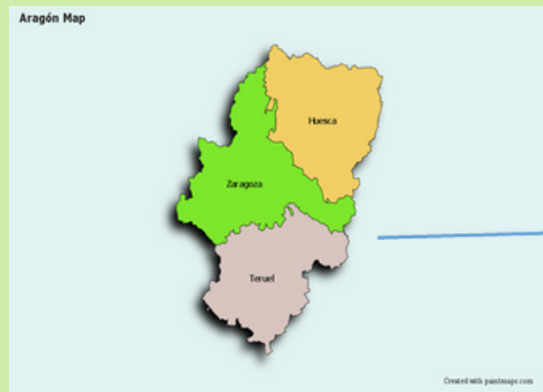 Aragón Map
Huesca
Zaragoza
Teruel
Created with paintmaps.com